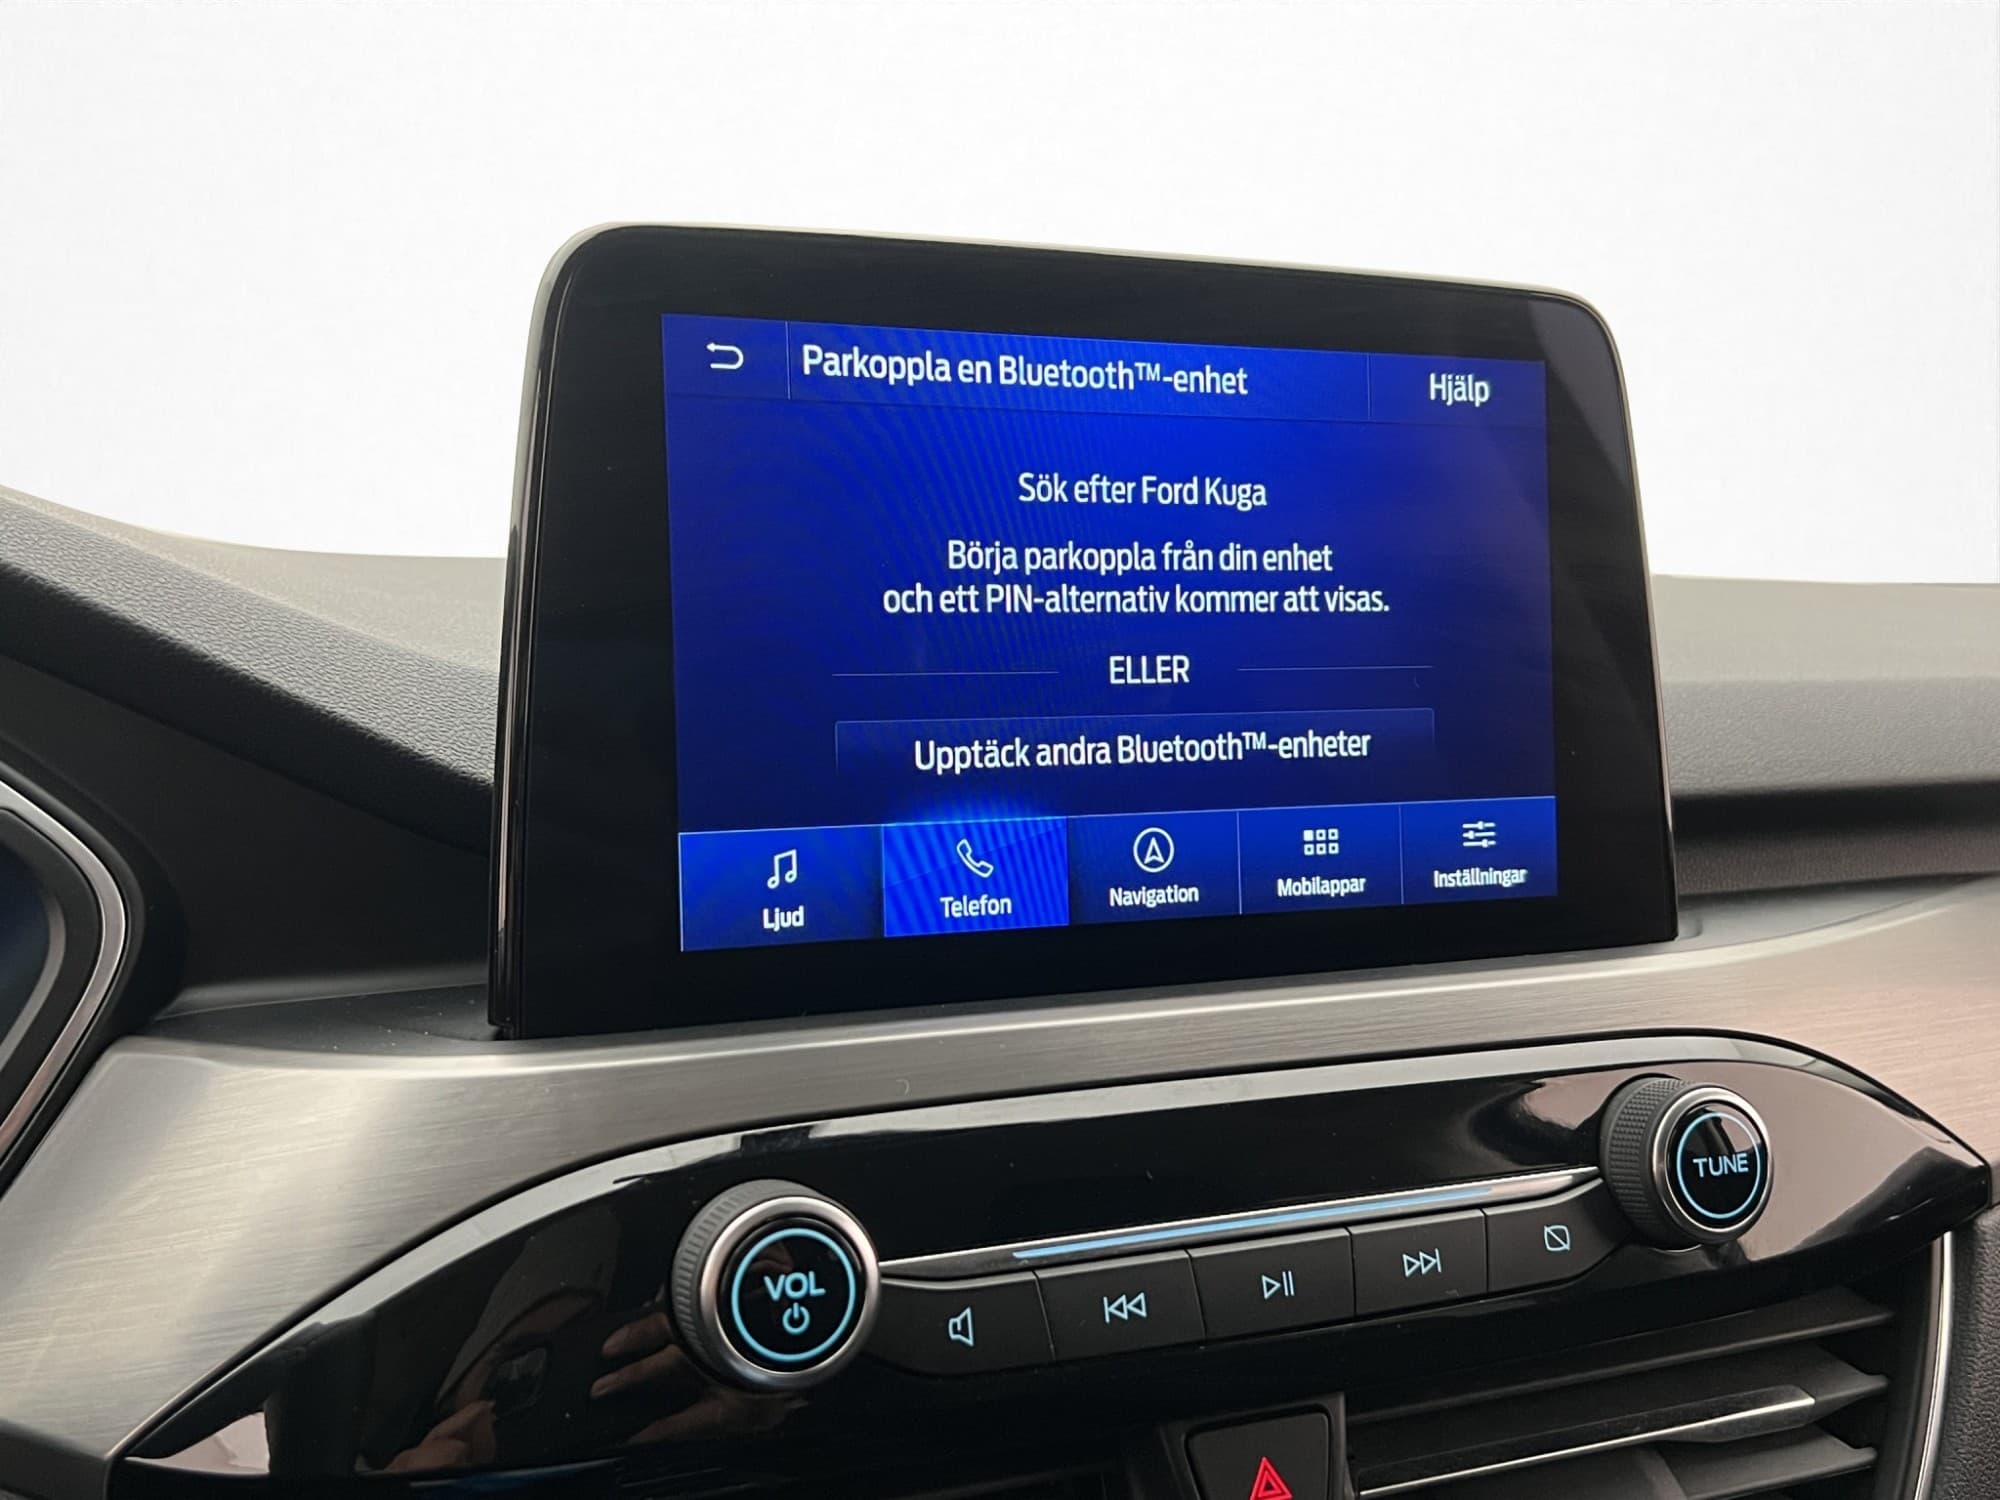 Parkoppla en Bluetooth™-enhet
Hjälp
Sök efter Ford Kuga
Börja parkoppla från din enhet
och ett PIN-alternativ kommer att visas.
ELLER
Upptäck andra Bluetooth™-enheter
Ljud
Telefon
Navigation
Mobilappar
Inställningar
TUNE
VOL